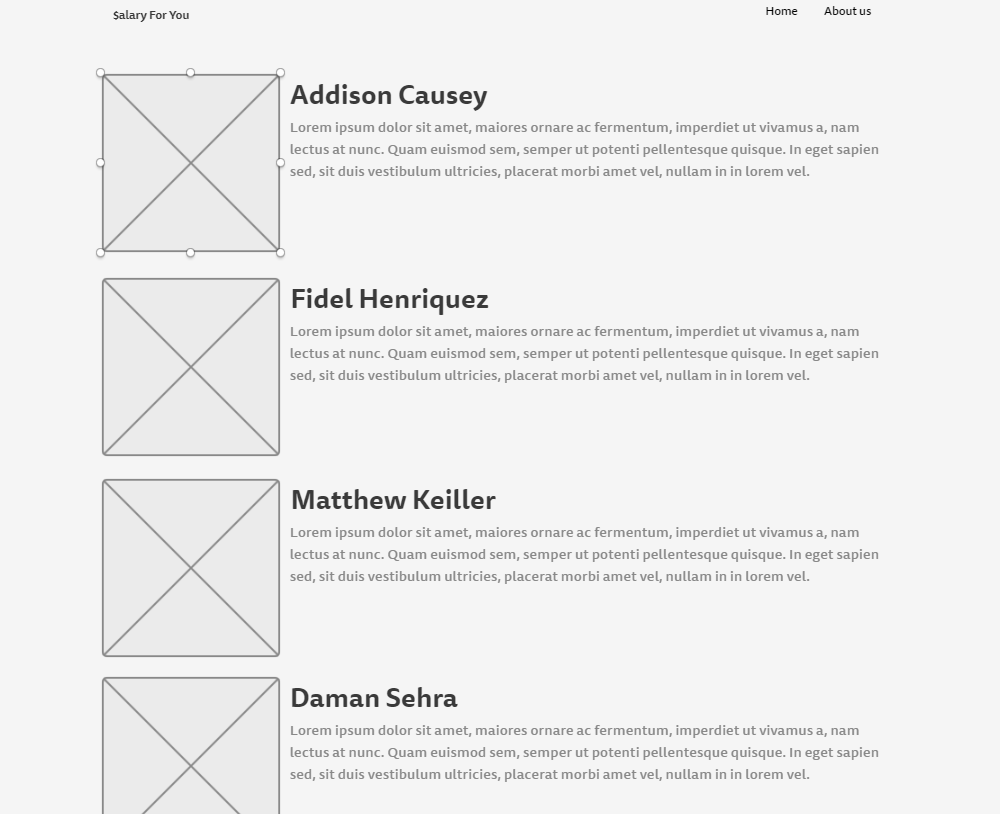 $alary For You
Home
About us
Addison Causey
Lorem ipsum dolor sit amet, maiores ornare ac fermentum, imperdiet ut vivamus a, nam
lectus at nunc. Quam euismod sem, semper ut potenti pellentesque quisque. In eget sapien
sed, sit duis vestibulum ultricies, placerat morbi amet vel, nullam in in lorem vel.
Fidel Henriquez
Lorem ipsum dolor sit amet, maiores ornare ac fermentum, imperdiet ut vivamus a, nam
lectus at nunc. Quam euismod sem, semper ut potenti pellentesque quisque. In eget sapien
sed, sit duis vestibulum ultricies, placerat morbi amet vel, nullam in in lorem vel.
Matthew Keiller
Lorem ipsum dolor sit amet, maiores ornare ac fermentum, imperdiet ut vivamus a, nam
lectus at nunc. Quam euismod sem, semper ut potenti pellentesque quisque. In eget sapien
sed, sit duis vestibulum ultricies, placerat morbi amet vel, nullam in in lorem vel.
Daman Sehra
Lorem ipsum dolor sit amet, maiores ornare ac fermentum, imperdiet ut vivamus a, nam
lectus at nunc. Quam euismod sem, semper ut potenti pellentesque quisque. In eget sapien
sed, sit duis vestibulum ultricies, placerat morbi amet vel, nullam in in lorem vel.